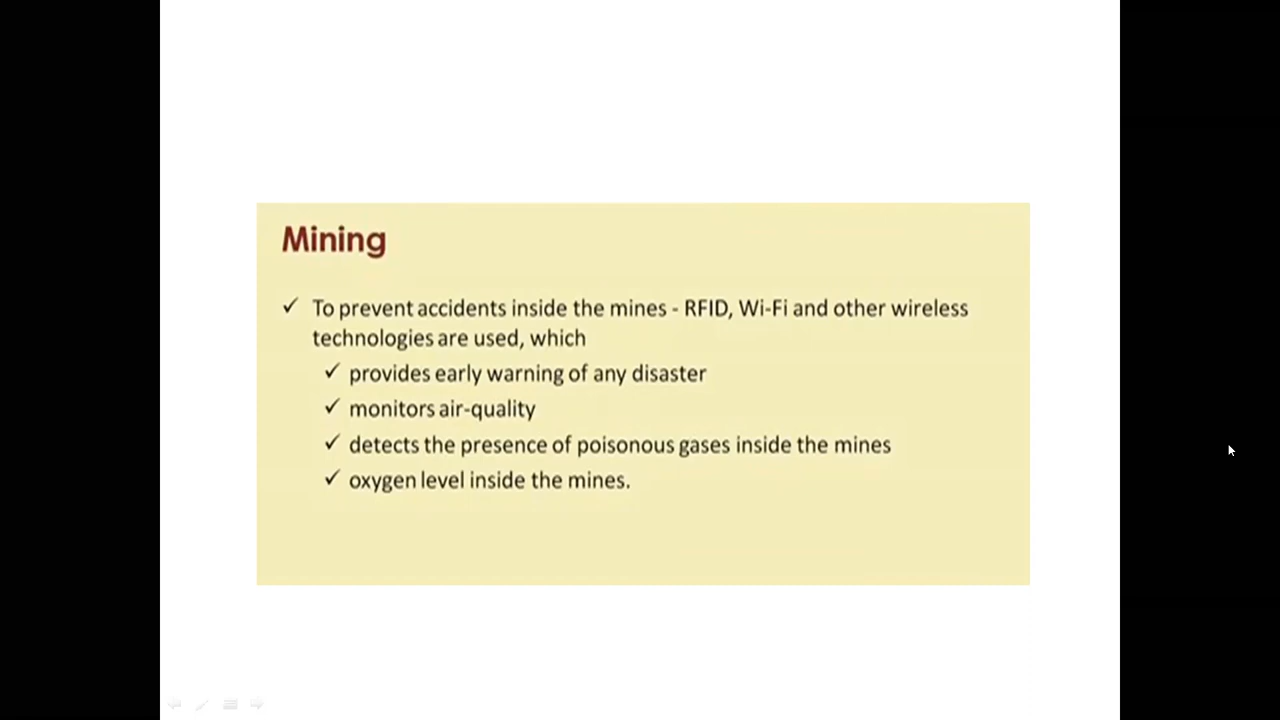 Mining
✓ To prevent accidents inside the mines - RFID, Wi-Fi and other wireless
technologies are used, which
✓ provides early warning of any disaster
✓ monitors air-quality
✓ detects the presence of poisonous gases inside the mines
✓ oxygen level inside the mines.